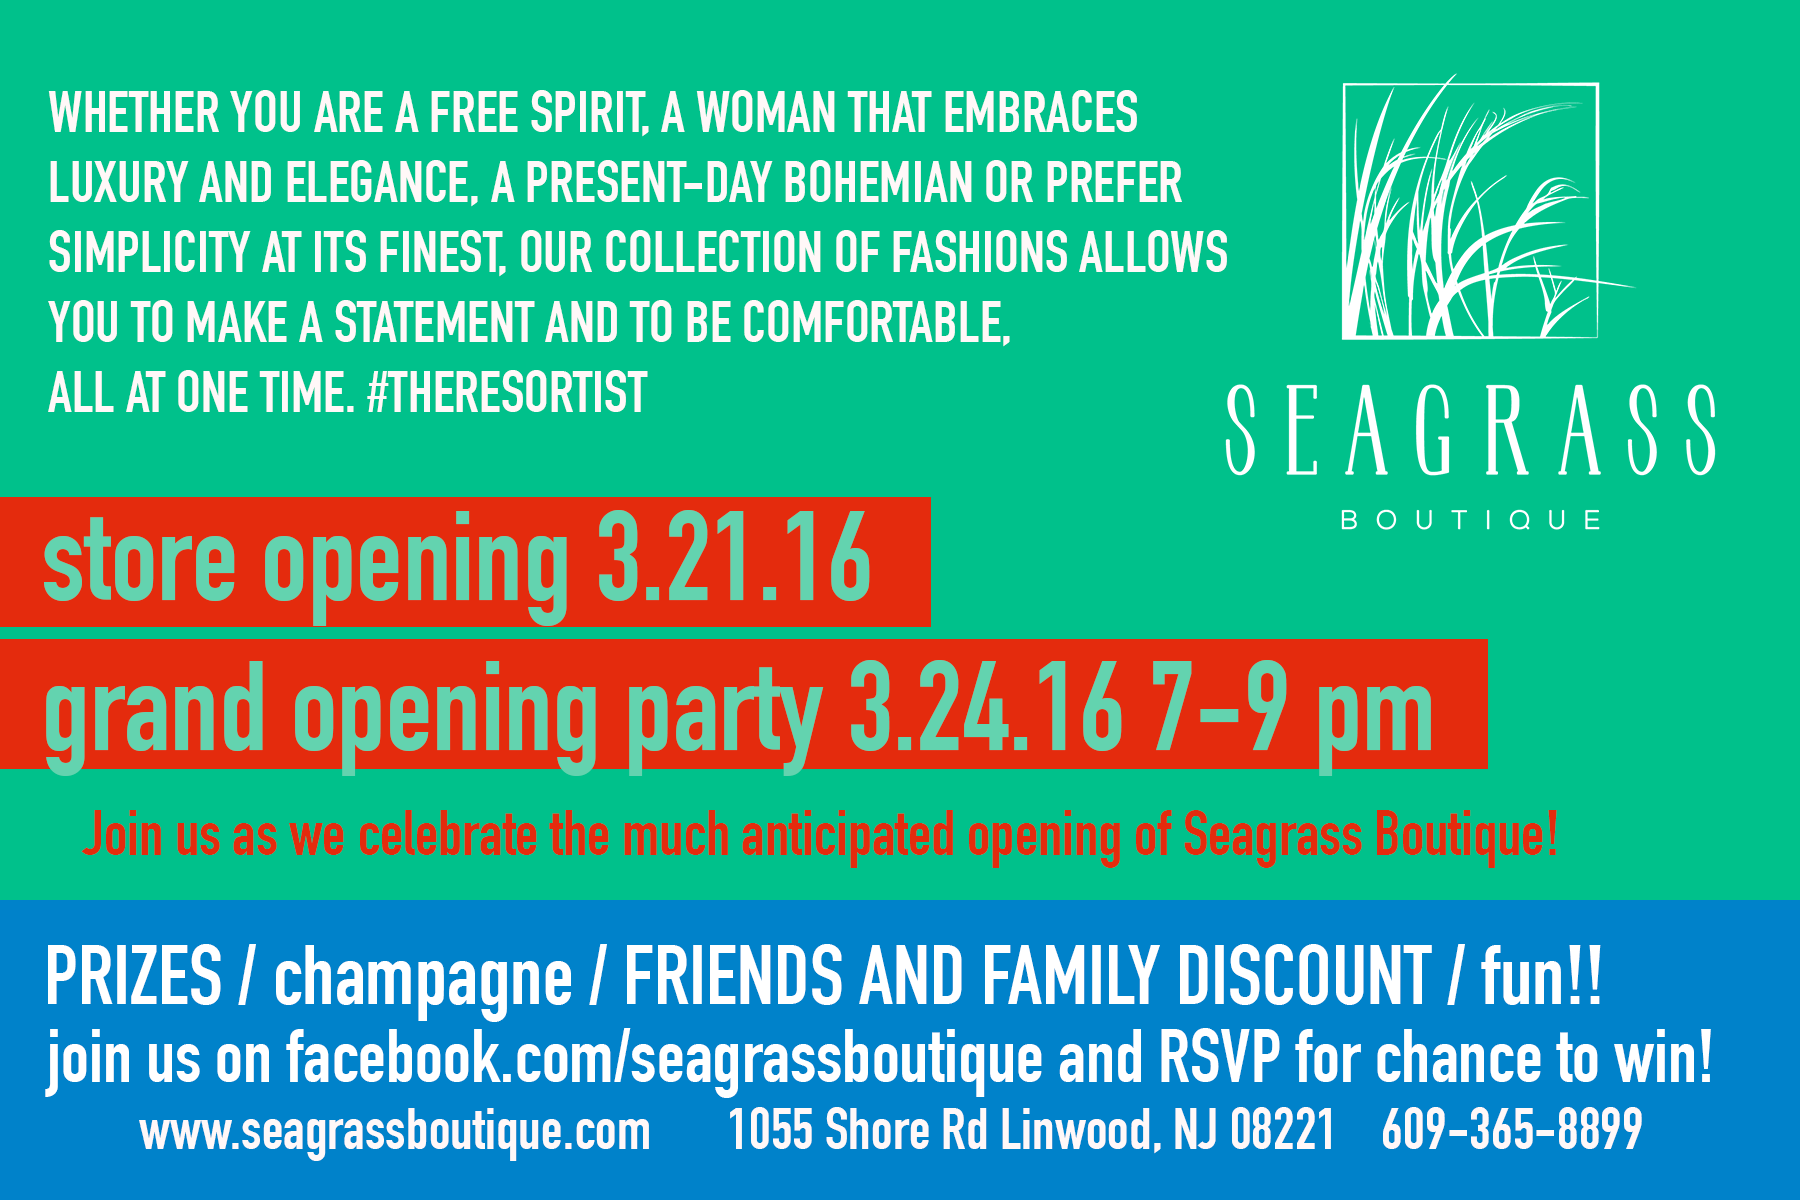 WHETHER YOU ARE A FREE SPIRIT, A WOMAN THAT EMBRACES
LUXURY AND ELEGANCE, A PRESENT-DAY BOHEMIAN OR PREFER
SIMPLICITY AT ITS FINEST, OUR COLLECTION OF FASHIONS ALLOWS
YOU TO MAKE A STATEMENT AND TO BE COMFORTABLE,
ALL AT ONE TIME. #THERESORTIST
SEAGRASS
BOUTIQUE
store opening 3.21.16
grand opening party 3.24.16 7-9 pm
Join us as we celebrate the much anticipated opening of Seagrass Boutique!
PRIZES / champagne / FRIENDS AND FAMILY DISCOUNT / fun!!
join us on facebook.com/seagrassboutique and RSVP for chance to win!
www.seagrassboutique.com 1055 Shore Rd Linwood, NJ 08221 609-365-8899